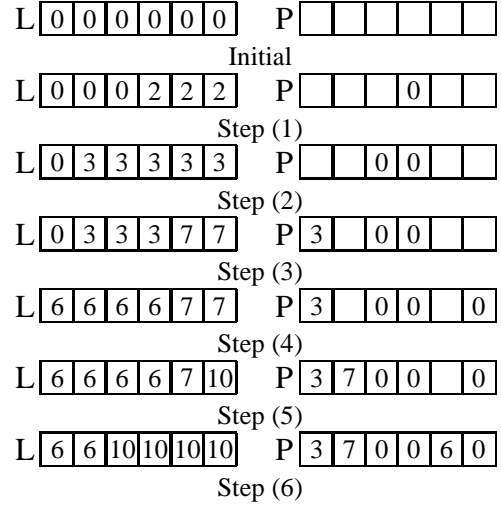 L 0 0 0 0 0 0 P
Initial
L 0 0 0 2 2 2 P 0
Step (1)
L 0 3 3 3 3 3 P 0 0
Step (2)
L 0 3 3 3 7 7 P 3 0 0
Step (3)
L 6 6 6 6 7 7 P 3 0 0 0
Step (4)
L 6 6 6 6 7 10 P 3 7 0 0 0
Step (5)
L 6 6 10 10 10 10 P 3 7 0 0 6 0
Step (6)